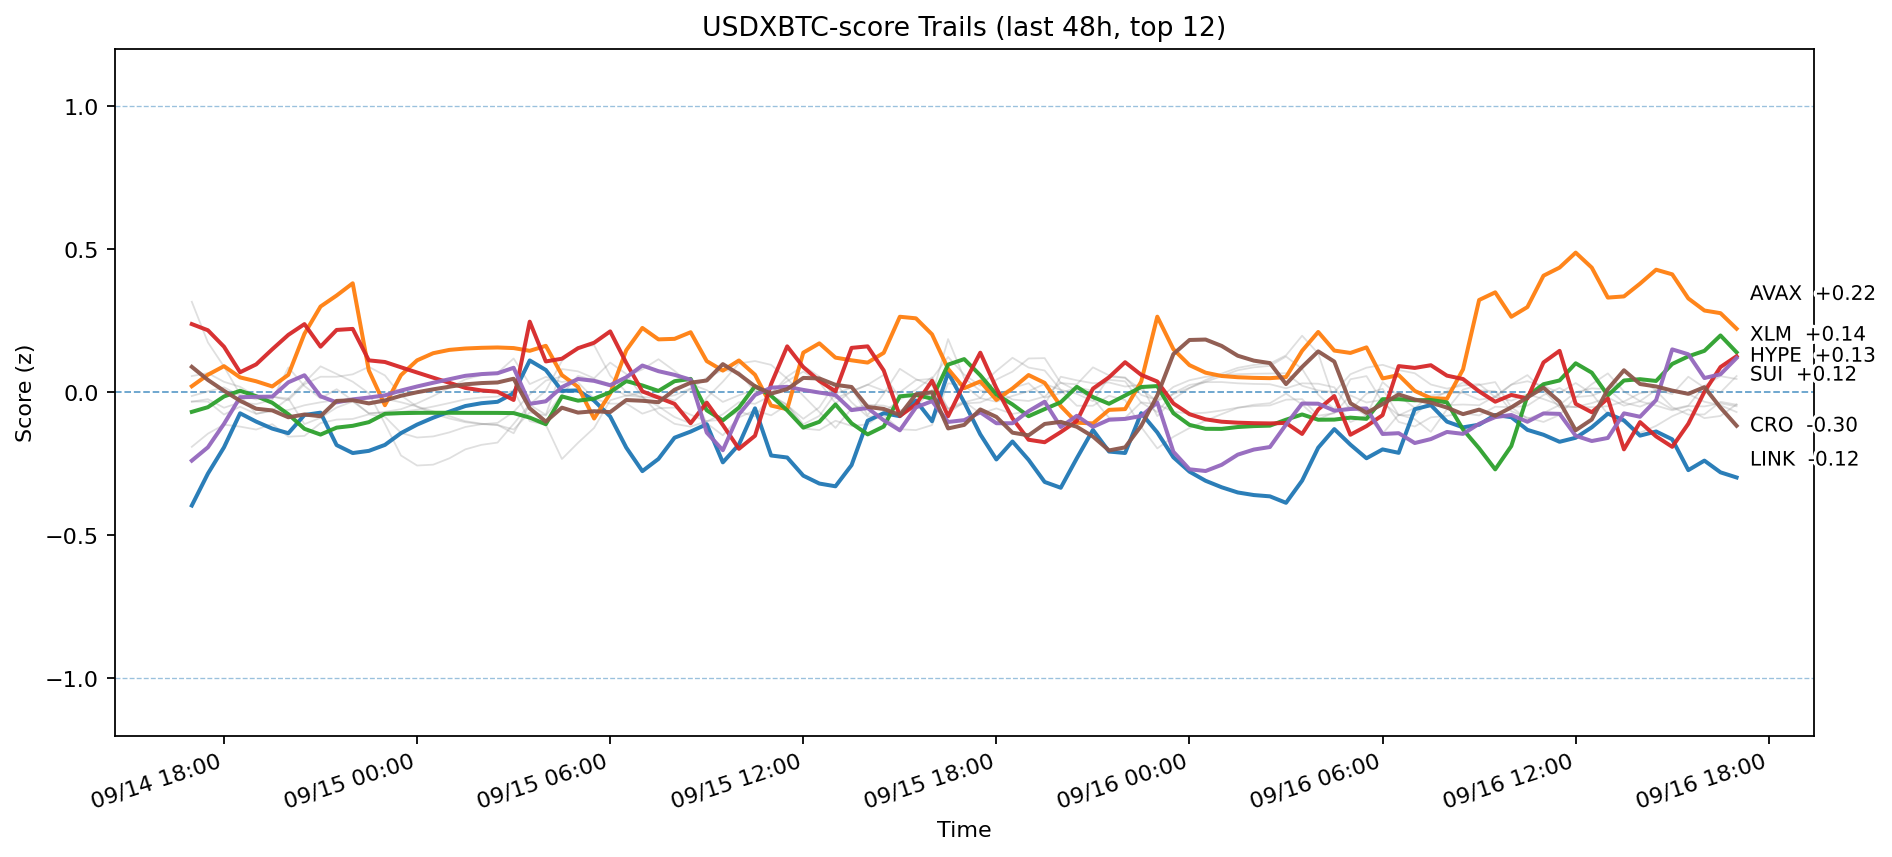 USDXBTC-score Trails (last 48h, top 12)
Score (z)
1.0
0.5
0.0
−0.5
−1.0
AVAX +0.22
XLM +0.14
HYPE +0.13
SUI +0.12
CRO -0.30
LINK -0.12
09/14 18:00
09/15 00:00
09/15 06:00
09/15 12:00
09/15 18:00
09/16 00:00
09/16 06:00
09/16 12:00
09/16 18:00
Time